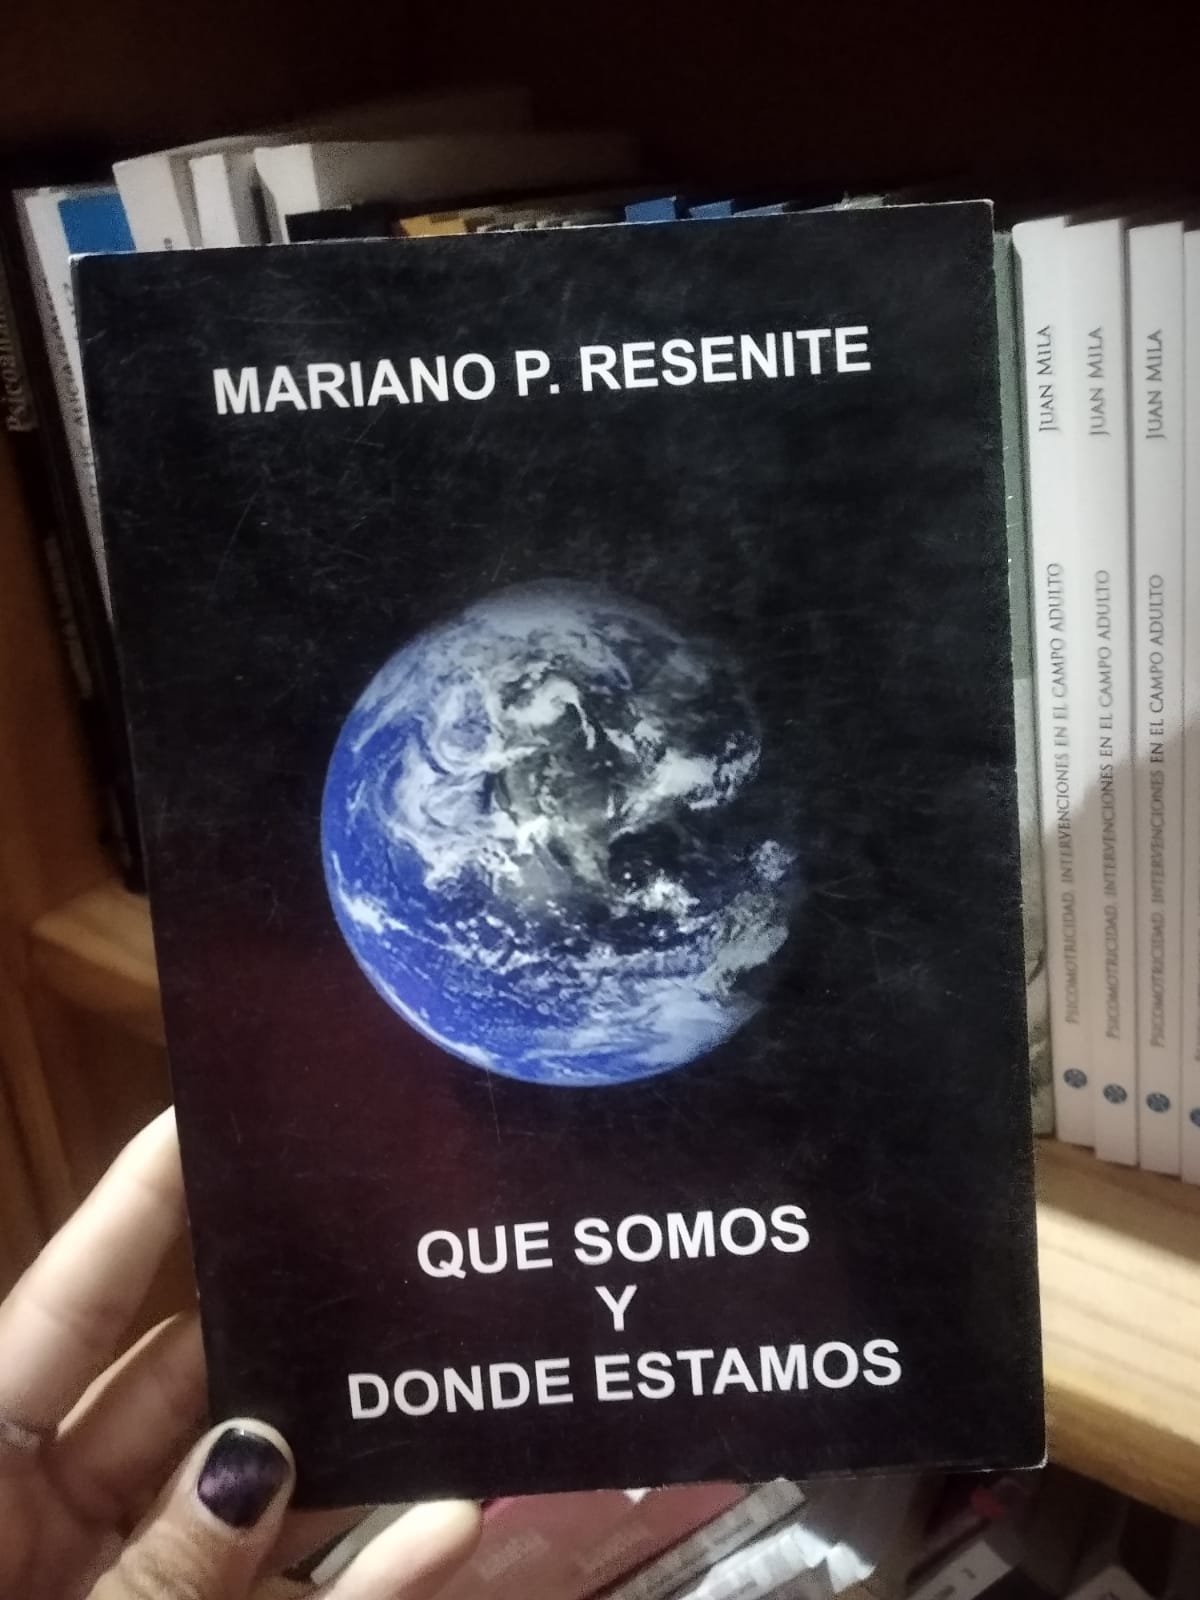 MARIANO P. RESENITE
QUE SOMOS
Y
DONDE ESTAMOS
JUAN MILA
PSICOMOTRICIDAD. INTERVENCIONES EN EL CAMPO ADULTO
JUAN MILA
PSICOMOTRICIDAD. INTERVENCIONES EN EL CAMPO ADULTO
JUAN MILA
PSICOMOTRICIDAD. INTERVENCIONES EN EL CAMPO ADULTO